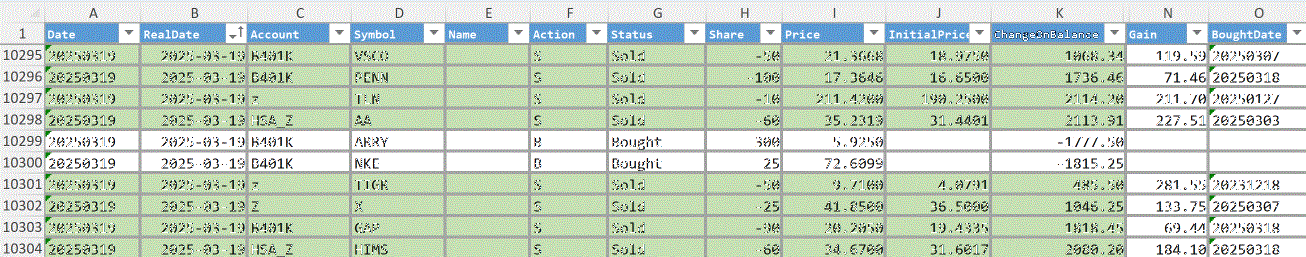 A B C D E F G H I J K N O
1 Date RealDate Account Symbol Name Action Status Share Price InitialPrice ChangeOnBalance Gain BoughtDate
10295 20250319 2025-03-19 B401K VSCO S Sold -50 21.3668 18.9750 1068.34 119.59 20250307
10296 20250319 2025-03-19 B401K PENN S Sold -100 17.3646 16.6500 1736.46 71.46 20250318
10297 20250319 2025-03-19 z TLN S Sold -10 211.4200 190.2500 2114.20 211.70 20250127
10298 20250319 2025-03-19 HSA_Z AA S Sold -60 35.2319 31.4401 2113.91 227.51 20250303
10299 20250319 2025-03-19 B401K ARRY B Bought 300 5.9250 -1777.50
10300 20250319 2025-03-19 B401K NKE B Bought 25 72.6099 -1815.25
10301 20250319 2025-03-19 z TIGR S Sold -50 9.7100 4.0791 485.50 281.55 20231218
10302 20250319 2025-03-19 Z X S Sold -25 41.8500 36.5000 1046.25 133.75 20250307
10303 20250319 2025-03-19 B401K GAP S Sold -90 20.2050 19.4335 1818.45 69.44 20250318
10304 20250319 2025-03-19 HSA_Z HIMS S Sold -60 34.6700 31.6017 2080.20 184.10 20250318